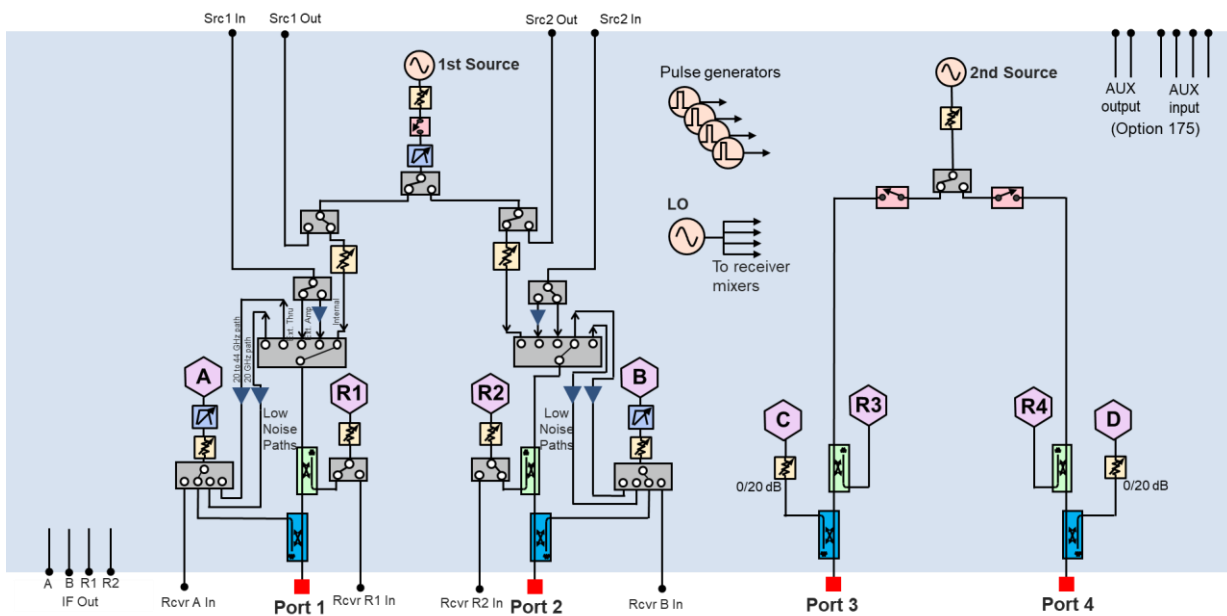 Src1 In
Src1 Out
Src2 Out
Src2 In
1st Source
Pulse generators
2nd Source
AUX
output
AUX
input
(Option 175)
LO
To receiver
mixers
Ext. Thru
Ext. Amp
Internal
20 to 44 GHz path
20 GHz path
A
R1
R2
B
C
R3
R4
D
Low
Noise
Paths
Low
Noise
Paths
0/20 dB
0/20 dB
A
B
R1
R2
IF Out
Rcvr A In
Port 1
Rcvr R1 In
Rcvr R2 In
Port 2
Rcvr B In
Port 3
Port 4